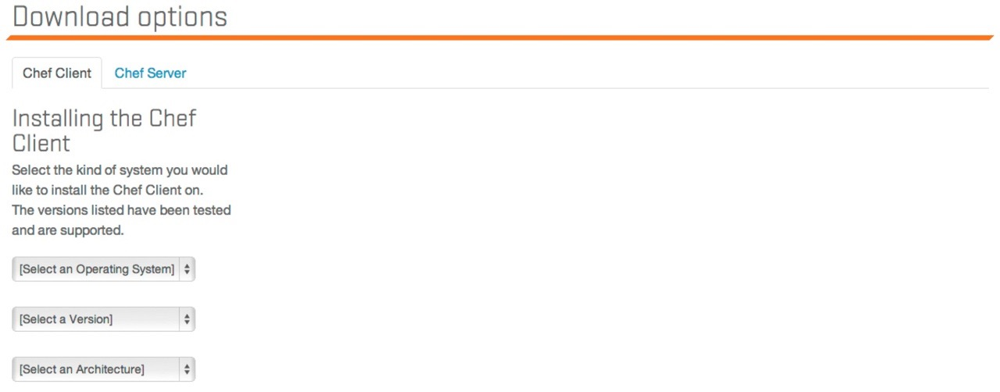 Download options
Chef Client
Chef Server
Installing the Chef
Client
Select the kind of system you would
like to install the Chef Client on.
The versions listed have been tested
and are supported.
[Select an Operating System]
[Select a Version]
[Select an Architecture]